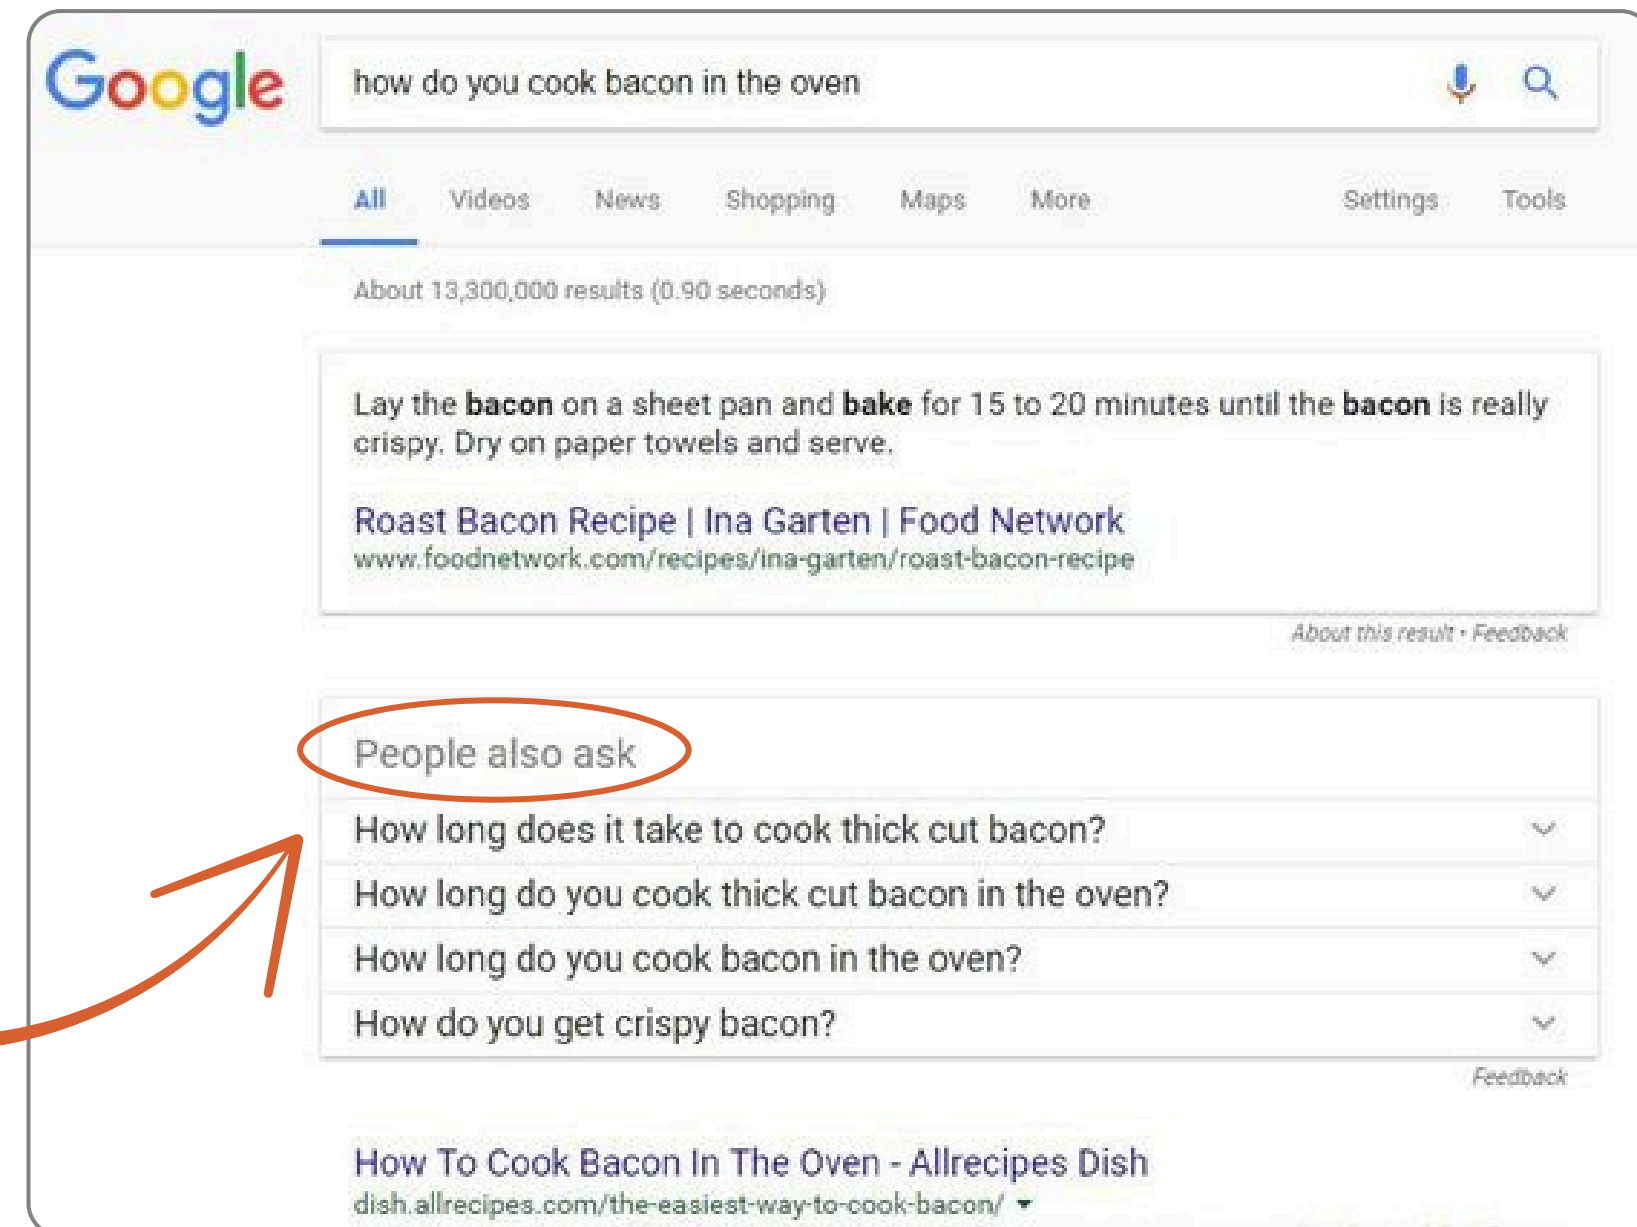 Google
how do you cook bacon in the oven
All Videos News Shopping Maps More Settings Tools
About 13,300,000 results (0.90 seconds)
Lay the bacon on a sheet pan and bake for 15 to 20 minutes until the bacon is really
crispy. Dry on paper towels and serve.
Roast Bacon Recipe | Ina Garten | Food Network
www.foodnetwork.com/recipes/ina-garten/roast-bacon-recipe
About this result • Feedback
People also ask
How long does it take to cook thick cut bacon?
How long do you cook thick cut bacon in the oven?
How long do you cook bacon in the oven?
How do you get crispy bacon?
Feedback
How To Cook Bacon In The Oven - Allrecipes Dish
dish.allrecipes.com/the-easiest-way-to-cook-bacon/